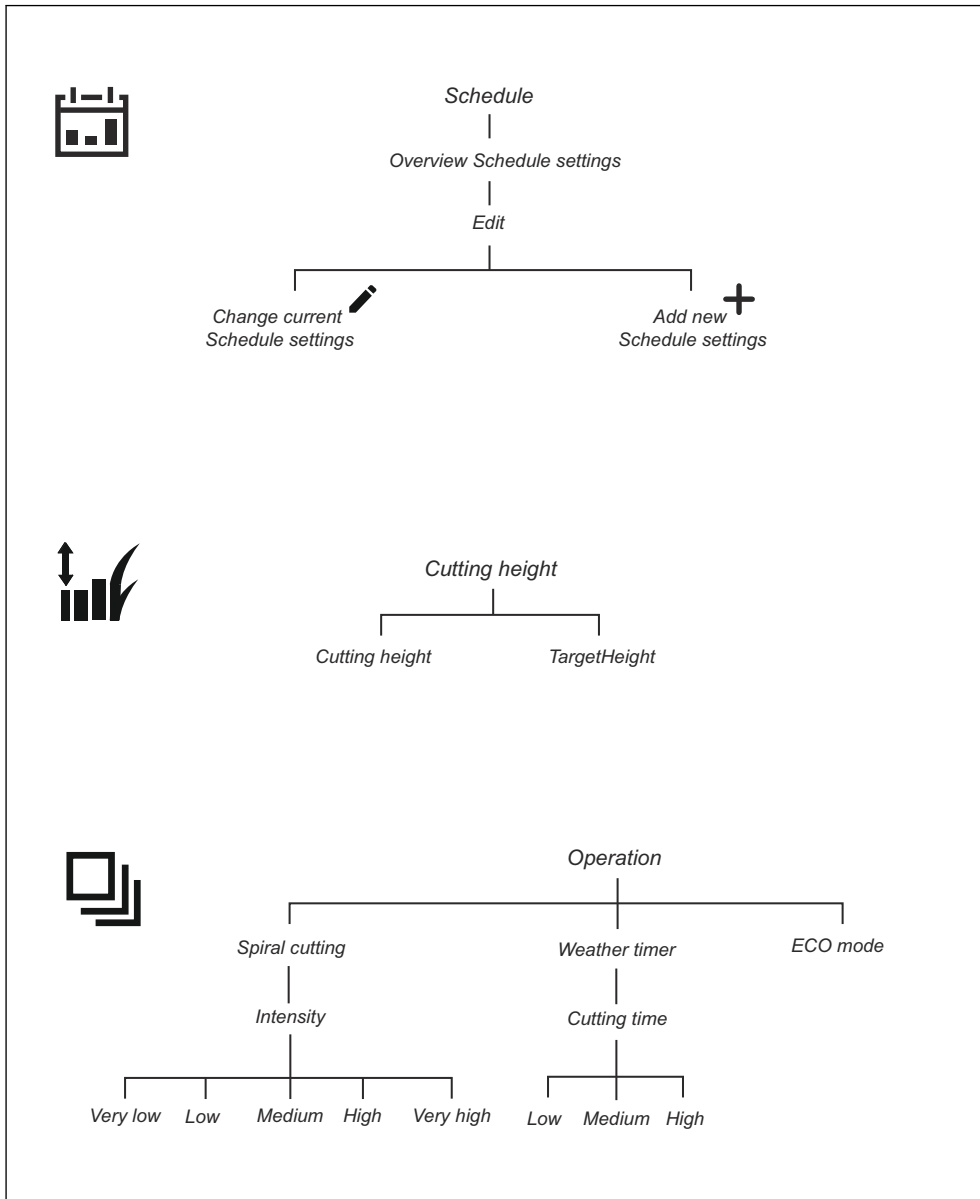 Schedule
Overview Schedule settings
Edit
Change current
Schedule settings
Add new
Schedule settings
Cutting height
Cutting height
TargetHeight
Operation
Spiral cutting
Weather timer
ECO mode
Intensity
Cutting time
Very low
Low
Medium
High
Very high
Low
Medium
High